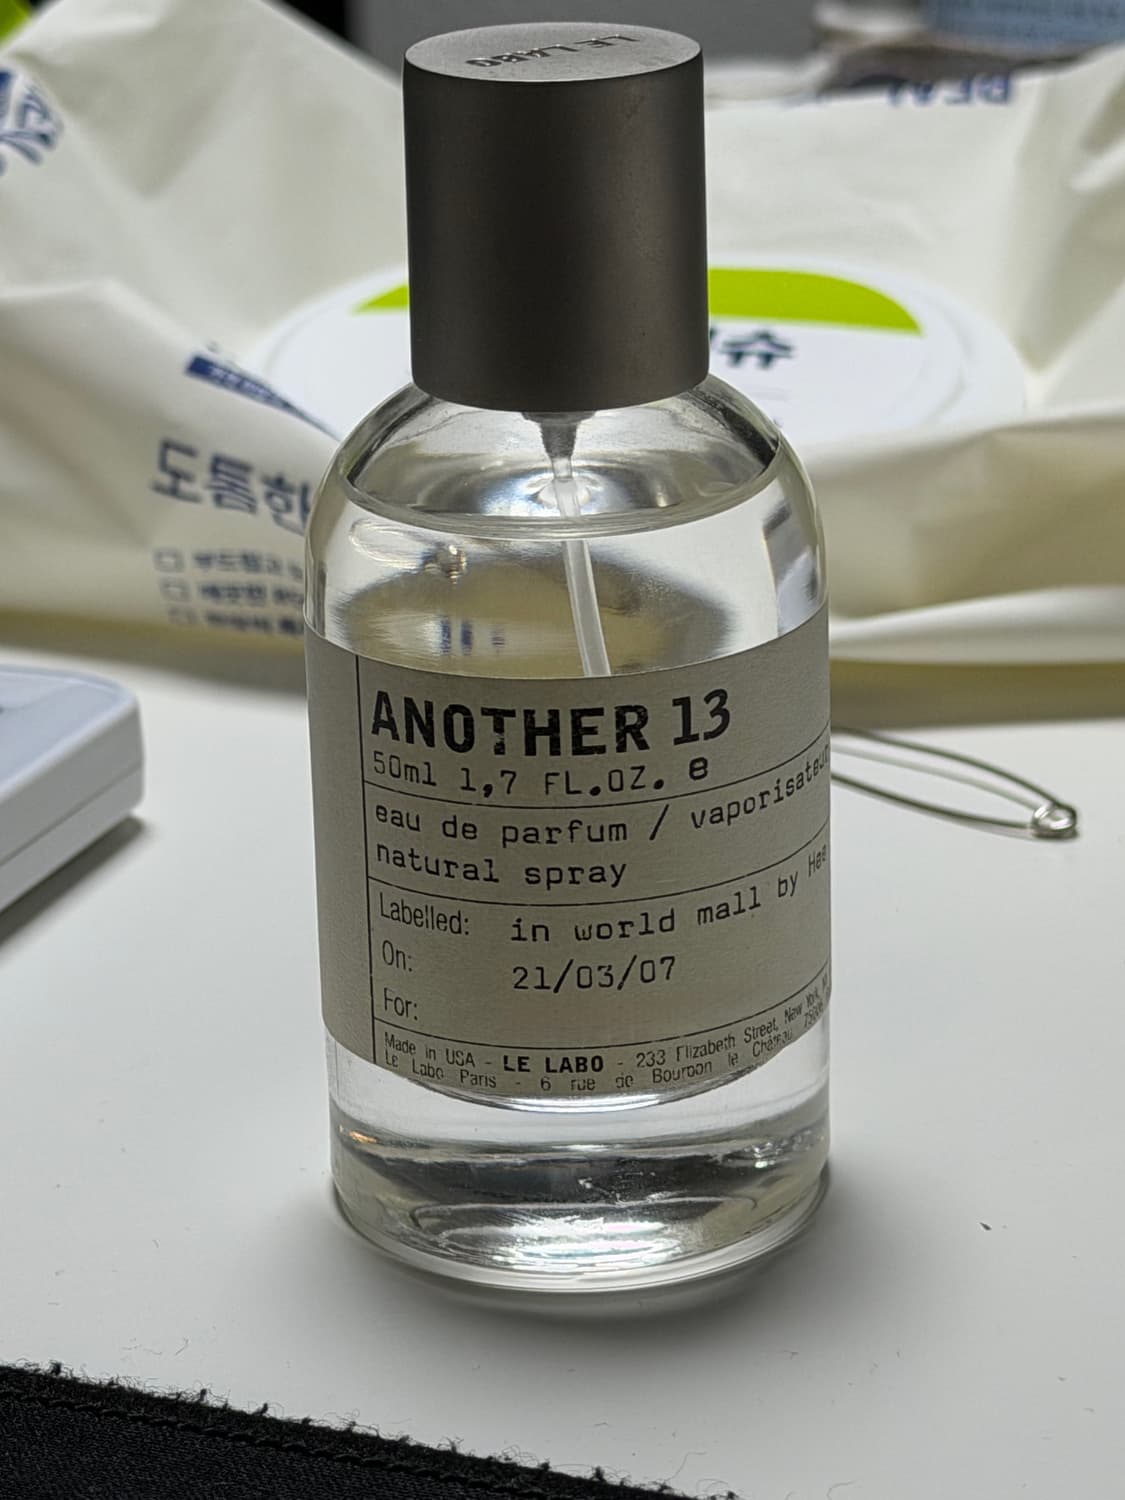 LE LABO
도톰한
ANOTHER 13
50ml 1,7 FL.OZ. e
eau de parfum / vaporisateur
natural spray
Labelled: in world mall by Hae
On: 21/03/07
For:
Made in USA - LE LABO - 233 Elizabeth Street, New York,
Le Labo Paris - 6 rue de Bourbon le Château